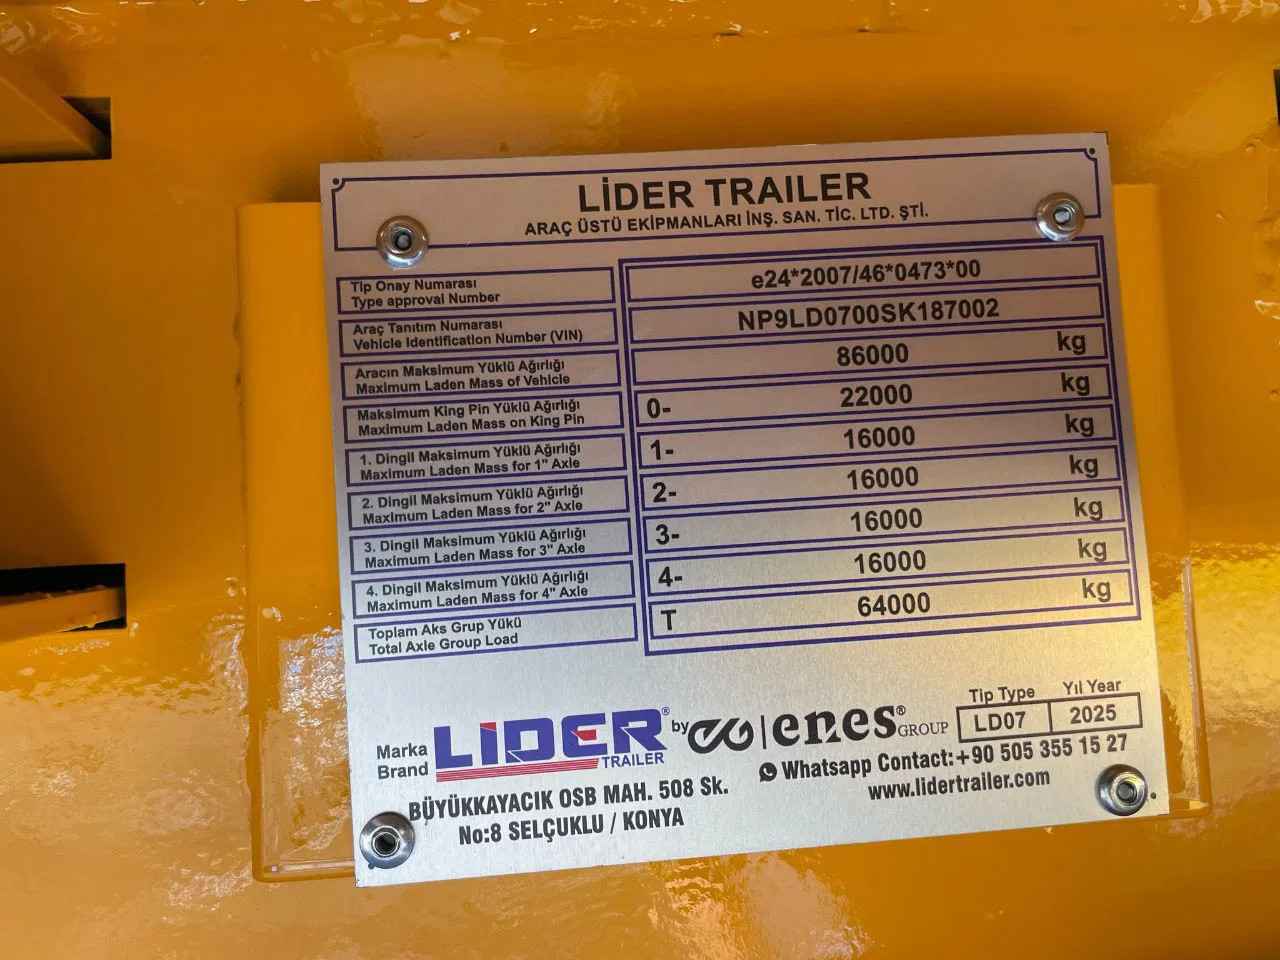 LİDER TRAILER
ARAÇ ÜSTÜ EKİPMANLARI İNŞ. SAN. TİC. LTD. ŞTİ.
Tip Onay Numarası
Type approval Number
e24*2007/46*0473*00
Araç Tanıtım Numarası
Vehicle Identification Number (VIN)
NP9LD0700SK187002
Aracın Maksimum Yüklü Ağırlığı
Maximum Laden Mass of Vehicle
86000 kg
Maksimum King Pin Yüklü Ağırlığı
Maximum Laden Mass on King Pin
0- 22000 kg
1. Dingil Maksimum Yüklü Ağırlığı
Maximum Laden Mass for 1" Axle
1- 16000 kg
2. Dingil Maksimum Yüklü Ağırlığı
Maximum Laden Mass for 2" Axle
2- 16000 kg
3. Dingil Maksimum Yüklü Ağırlığı
Maximum Laden Mass for 3" Axle
3- 16000 kg
4. Dingil Maksimum Yüklü Ağırlığı
Maximum Laden Mass for 4" Axle
4- 16000 kg
Toplam Aks Grup Yükü
Total Axle Group Load
T 64000 kg
Marka
Brand
LİDER®
TRAILER
by enes® GROUP
Tip Type Yıl Year
LD07 2025
BÜYÜKKAYACIK OSB MAH. 508 Sk.
No:8 SELÇUKLU / KONYA
Whatsapp Contact:+90 505 355 15 27
www.lidertrailer.com